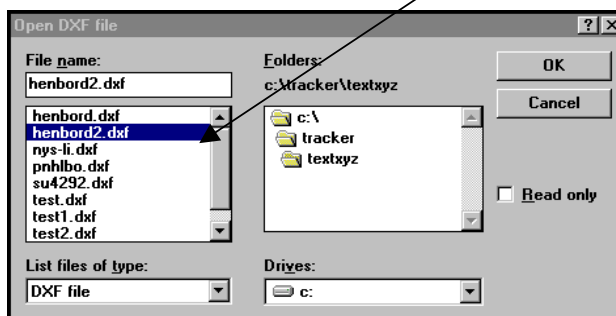 Open DXF file
File name:
henbord2.dxf
henbord.dxf
henbord2.dxf
nys-li.dxf
pnhlbo.dxf
su4292.dxf
test.dxf
test1.dxf
test2.dxf
List files of type:
DXF file
Folders:
c:\tracker\textxyz
c:\
tracker
textxyz
Drives:
c:
OK
Cancel
Read only